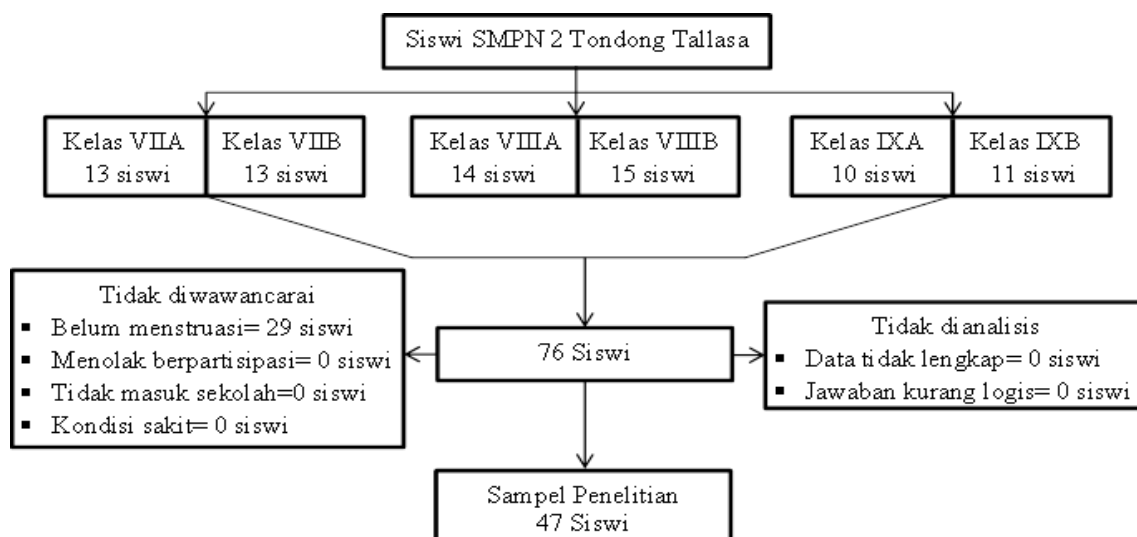 Siswi SMPN 2 Tondong Tallasa
Kelas VIIA
13 siswi
Kelas VIIB
13 siswi
Kelas VIIIA
14 siswi
Kelas VIIIB
15 siswi
Kelas IXA
10 siswi
Kelas IXB
11 siswi
Tidak diwawancarai
▪ Belum menstruasi= 29 siswi
▪ Menolak berpartisipasi= 0 siswi
▪ Tidak masuk sekolah=0 siswi
▪ Kondisi sakit= 0 siswi
76 Siswi
Tidak dianalisis
▪ Data tidak lengkap= 0 siswi
▪ Jawaban kurang logis= 0 siswi
Sampel Penelitian
47 Siswi